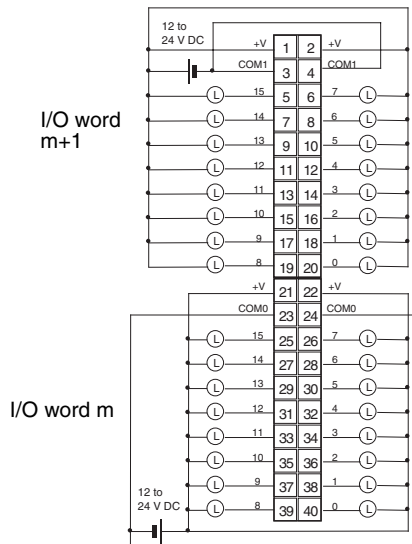 12 to
24 V DC
+V 1 2 +V
COM1 3 4 COM1
L 15 5 6 7 L
L 14 7 8 6 L
L 13 9 10 5 L
L 12 11 12 4 L
L 11 13 14 3 L
L 10 15 16 2 L
L 9 17 18 1 L
L 8 19 20 0 L
I/O word
m+1
+V 21 22 +V
COM0 23 24 COM0
L 15 25 26 7 L
L 14 27 28 6 L
L 13 29 30 5 L
L 12 31 32 4 L
L 11 33 34 3 L
L 10 35 36 2 L
L 9 37 38 1 L
L 8 39 40 0 L
I/O word m
12 to
24 V DC